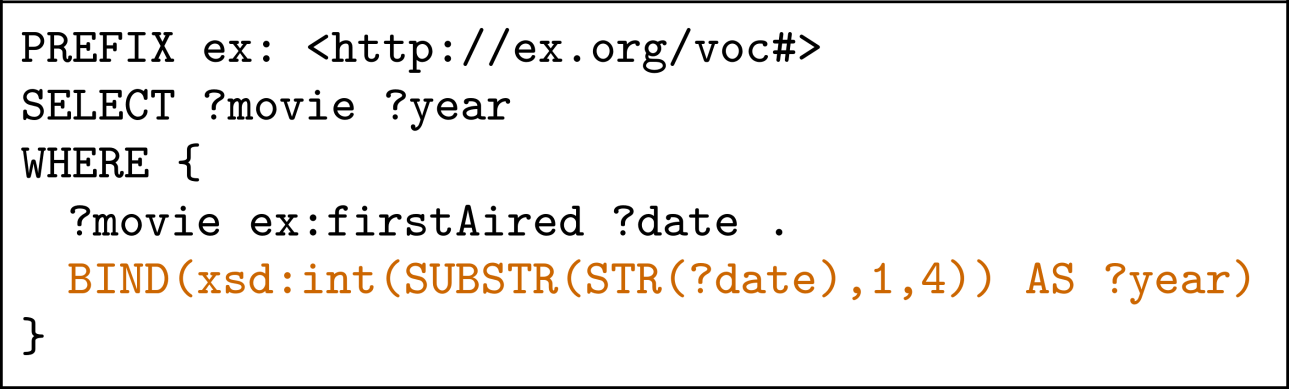 PREFIX ex: <http://ex.org/voc#>
SELECT ?movie ?year
WHERE {
  ?movie ex:firstAired ?date .
  BIND(xsd:int(SUBSTR(STR(?date),1,4)) AS ?year)
}